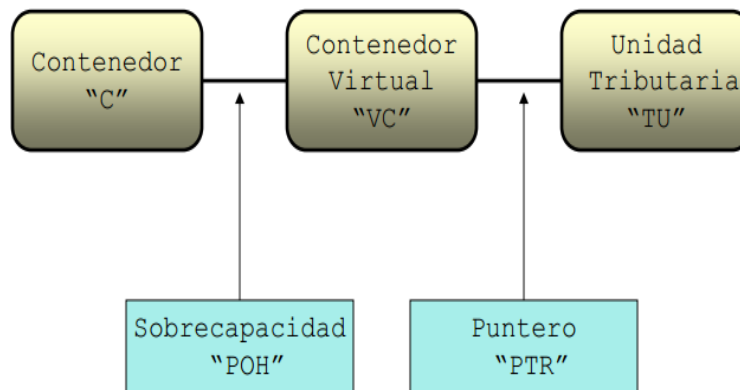 Contenedor
“C”
Contenedor
Virtual
“VC”
Unidad
Tributaria
“TU”
Sobrecapacidad
“POH”
Puntero
“PTR”